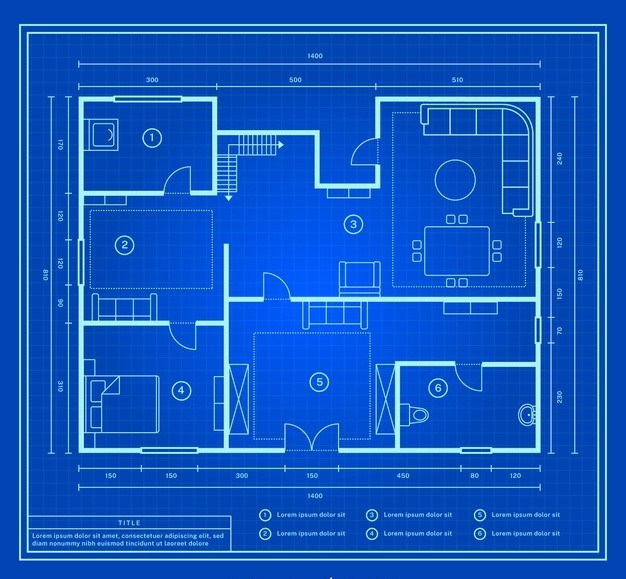 1400
300 500 510
170
120
120
90
310
810
240
120
150
70
230
810
1
2
3
4
5
6
150 150 300 150 450 80 120
1400
1 Lorem ipsum dolor sit 3 Lorem ipsum dolor sit 5 Lorem ipsum dolor sit
2 Lorem ipsum dolor sit 4 Lorem ipsum dolor sit 6 Lorem ipsum dolor sit
TITLE
Lorem ipsum dolor sit amet, consectetuer adipiscing elit, sed
diam nonummy nibh euismod tincidunt ut laoreet dolore